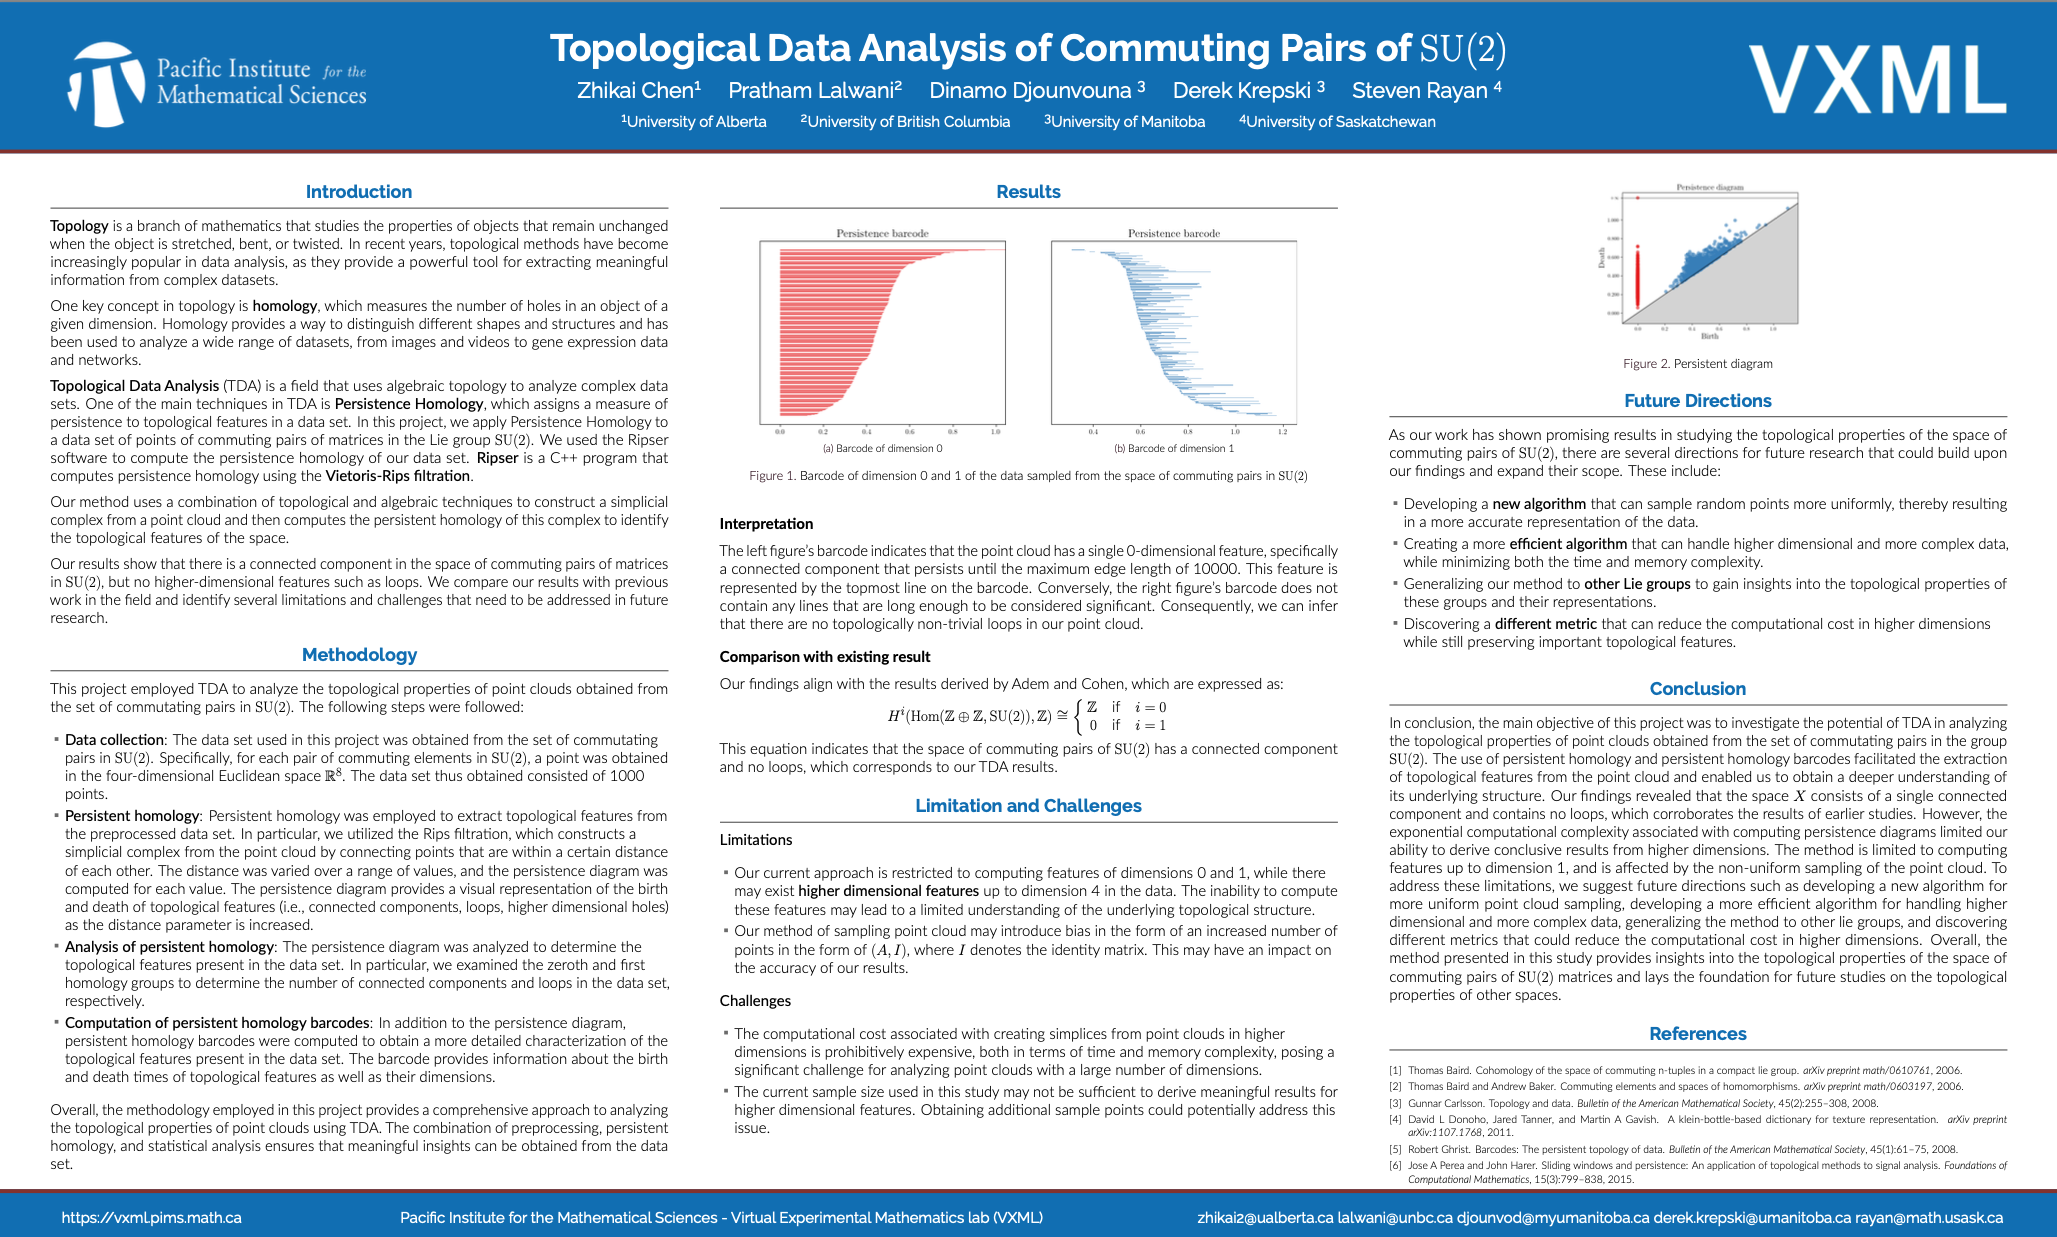 Pacific Institute for the
Mathematical Sciences
Topological Data Analysis of Commuting Pairs of SU(2)
Zhikai Chen¹ Pratham Lalwani² Dinamo Djounvouna ³ Derek Krepski ³ Steven Rayan ⁴
¹University of Alberta ²University of British Columbia ³University of Manitoba ⁴University of Saskatchewan
VXML
Introduction
Topology is a branch of mathematics that studies the properties of objects that remain unchanged
when the object is stretched, bent, or twisted. In recent years, topological methods have become
increasingly popular in data analysis, as they provide a powerful tool for extracting meaningful
information from complex datasets.
One key concept in topology is homology, which measures the number of holes in an object of a
given dimension. Homology provides a way to distinguish different shapes and structures and has
been used to analyze a wide range of datasets, from images and videos to gene expression data
and networks.
Topological Data Analysis (TDA) is a field that uses algebraic topology to analyze complex data
sets. One of the main techniques in TDA is Persistence Homology, which assigns a measure of
persistence to topological features in a data set. In this project, we apply Persistence Homology to
a data set of points of commuting pairs of matrices in the Lie group SU(2). We used the Ripser
software to compute the persistence homology of our data set. Ripser is a C++ program that
computes persistence homology using the Vietoris-Rips filtration.
Our method uses a combination of topological and algebraic techniques to construct a simplicial
complex from a point cloud and then computes the persistent homology of this complex to identify
the topological features of the space.
Our results show that there is a connected component in the space of commuting pairs of matrices
in SU(2), but no higher-dimensional features such as loops. We compare our results with previous
work in the field and identify several limitations and challenges that need to be addressed in future
research.
Methodology
This project employed TDA to analyze the topological properties of point clouds obtained from
the set of commutating pairs in SU(2). The following steps were followed:
▪ Data collection: The data set used in this project was obtained from the set of commutating
pairs in SU(2). Specifically, for each pair of commuting elements in SU(2), a point was obtained
in the four-dimensional Euclidean space ℝ⁸. The data set thus obtained consisted of 1000
points.
▪ Persistent homology: Persistent homology was employed to extract topological features from
the preprocessed data set. In particular, we utilized the Rips filtration, which constructs a
simplicial complex from the point cloud by connecting points that are within a certain distance
of each other. The distance was varied over a range of values, and the persistence diagram was
computed for each value. The persistence diagram provides a visual representation of the birth
and death of topological features (i.e., connected components, loops, higher dimensional holes)
as the distance parameter is increased.
▪ Analysis of persistent homology: The persistence diagram was analyzed to determine the
topological features present in the data set. In particular, we examined the zeroth and first
homology groups to determine the number of connected components and loops in the data set,
respectively.
▪ Computation of persistent homology barcodes: In addition to the persistence diagram,
persistent homology barcodes were computed to obtain a more detailed characterization of the
topological features present in the data set. The barcode provides information about the birth
and death times of topological features as well as their dimensions.
Overall, the methodology employed in this project provides a comprehensive approach to analyzing
the topological properties of point clouds using TDA. The combination of preprocessing, persistent
homology, and statistical analysis ensures that meaningful insights can be obtained from the data
set.
Results
Persistence barcode
0.0 0.2 0.4 0.6 0.8 1.0
(a) Barcode of dimension 0
Persistence barcode
0.4 0.6 0.8 1.0 1.2
(b) Barcode of dimension 1
Figure 1. Barcode of dimension 0 and 1 of the data sampled from the space of commuting pairs in SU(2)
Interpretation
The left figure's barcode indicates that the point cloud has a single 0-dimensional feature, specifically
a connected component that persists until the maximum edge length of 10000. This feature is
represented by the topmost line on the barcode. Conversely, the right figure's barcode does not
contain any lines that are long enough to be considered significant. Consequently, we can infer
that there are no topologically non-trivial loops in our point cloud.
Comparison with existing result
Our findings align with the results derived by Adem and Cohen, which are expressed as:
Hⁱ(Hom(ℤ ⊕ ℤ, SU(2)), ℤ) ≅ { ℤ if i = 0
0 if i = 1
This equation indicates that the space of commuting pairs of SU(2) has a connected component
and no loops, which corresponds to our TDA results.
Limitation and Challenges
Limitations
▪ Our current approach is restricted to computing features of dimensions 0 and 1, while there
may exist higher dimensional features up to dimension 4 in the data. The inability to compute
these features may lead to a limited understanding of the underlying topological structure.
▪ Our method of sampling point cloud may introduce bias in the form of an increased number of
points in the form of (A, I), where I denotes the identity matrix. This may have an impact on
the accuracy of our results.
Challenges
▪ The computational cost associated with creating simplices from point clouds in higher
dimensions is prohibitively expensive, both in terms of time and memory complexity, posing a
significant challenge for analyzing point clouds with a large number of dimensions.
▪ The current sample size used in this study may not be sufficient to derive meaningful results for
higher dimensional features. Obtaining additional sample points could potentially address this
issue.
Persistence diagram
1.000
0.800
0.600
0.400
0.200
0.000
Death
0.0 0.2 0.4 0.6 0.8 1.0
Birth
Figure 2. Persistent diagram
Future Directions
As our work has shown promising results in studying the topological properties of the space of
commuting pairs of SU(2), there are several directions for future research that could build upon
our findings and expand their scope. These include:
▪ Developing a new algorithm that can sample random points more uniformly, thereby resulting
in a more accurate representation of the data.
▪ Creating a more efficient algorithm that can handle higher dimensional and more complex data,
while minimizing both the time and memory complexity.
▪ Generalizing our method to other Lie groups to gain insights into the topological properties of
these groups and their representations.
▪ Discovering a different metric that can reduce the computational cost in higher dimensions
while still preserving important topological features.
Conclusion
In conclusion, the main objective of this project was to investigate the potential of TDA in analyzing
the topological properties of point clouds obtained from the set of commutating pairs in the group
SU(2). The use of persistent homology and persistent homology barcodes facilitated the extraction
of topological features from the point cloud and enabled us to obtain a deeper understanding of
its underlying structure. Our findings revealed that the space X consists of a single connected
component and contains no loops, which corroborates the results of earlier studies. However, the
exponential computational complexity associated with computing persistence diagrams limited our
ability to derive conclusive results from higher dimensions. The method is limited to computing
features up to dimension 1, and is affected by the non-uniform sampling of the point cloud. To
address these limitations, we suggest future directions such as developing a new algorithm for
more uniform point cloud sampling, developing a more efficient algorithm for handling higher
dimensional and more complex data, generalizing the method to other lie groups, and discovering
different metrics that could reduce the computational cost in higher dimensions. Overall, the
method presented in this study provides insights into the topological properties of the space of
commuting pairs of SU(2) matrices and lays the foundation for future studies on the topological
properties of other spaces.
References
[1] Thomas Baird. Cohomology of the space of commuting n-tuples in a compact lie group. arXiv preprint math/0610761, 2006.
[2] Thomas Baird and Andrew Baker. Commuting elements and spaces of homomorphisms. arXiv preprint math/0603197, 2006.
[3] Gunnar Carlsson. Topology and data. Bulletin of the American Mathematical Society, 45(2):255–308, 2008.
[4] David L Donoho, Jared Tanner, and Martin A Gavish. A klein-bottle-based dictionary for texture representation. arXiv preprint
arXiv:1107.1768, 2011.
[5] Robert Ghrist. Barcodes: The persistent topology of data. Bulletin of the American Mathematical Society, 45(1):61–75, 2008.
[6] Jose A Perea and John Harer. Sliding windows and persistence: An application of topological methods to signal analysis. Foundations of
Computational Mathematics, 15(3):799–838, 2015.
https://vxml.pims.math.ca
Pacific Institute for the Mathematical Sciences - Virtual Experimental Mathematics lab (VXML)
zhikai2@ualberta.ca lalwani@unbc.ca djounvod@myumanitoba.ca derek.krepski@umanitoba.ca rayan@math.usask.ca